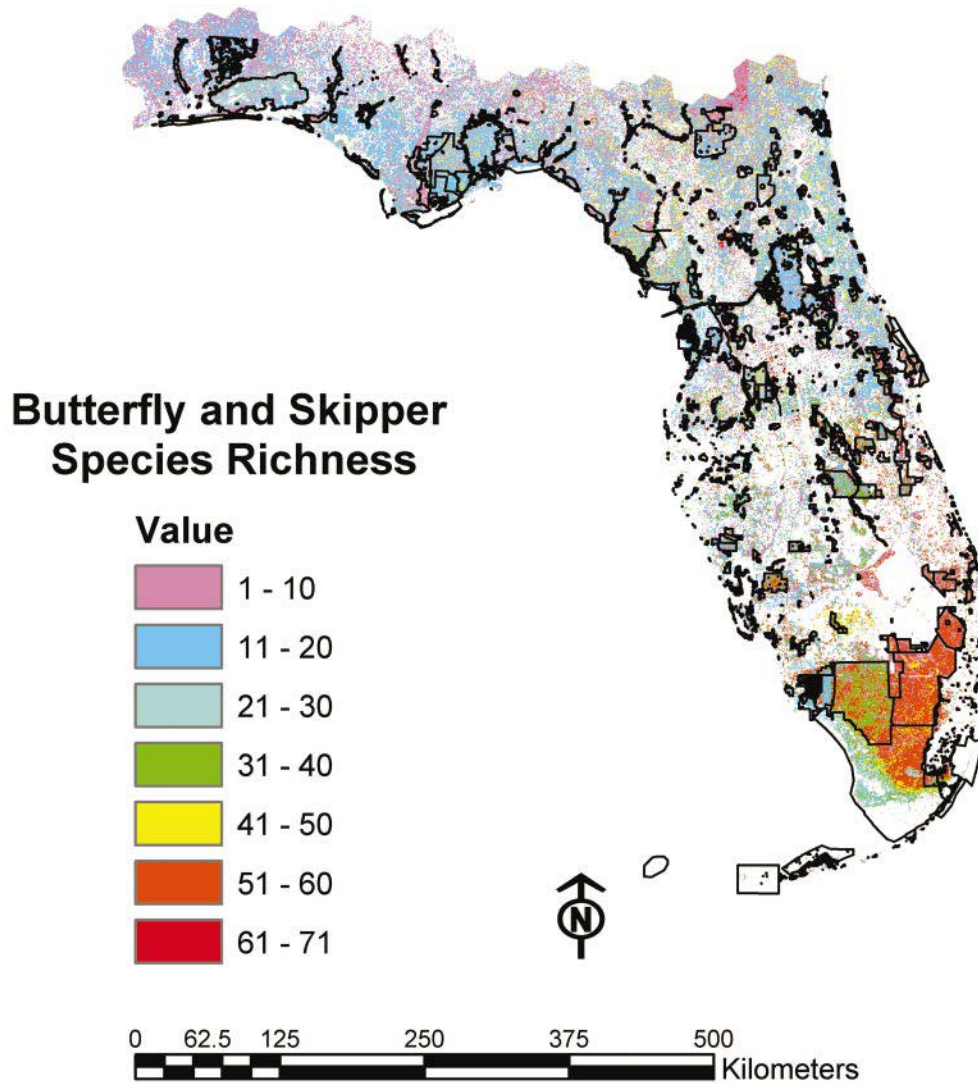 Butterfly and Skipper
Species Richness
Value
1 - 10
11 - 20
21 - 30
31 - 40
41 - 50
51 - 60
61 - 71
N
0 62.5 125 250 375 500
Kilometers